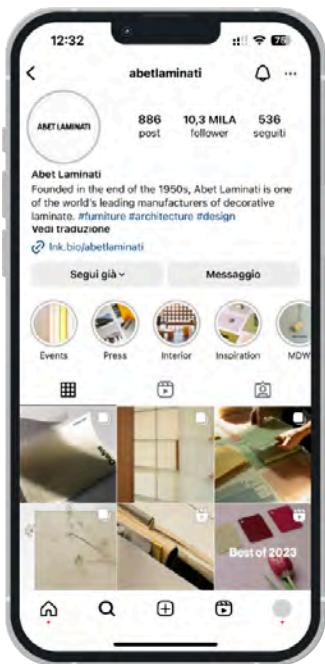 12:32
75
abetlaminati
ABET LAMINATI
886
10,3 MILA
536
post
follower
seguiti
Abet Laminati
Founded in the end of the 1950s, Abet Laminati is one
of the world's leading manufacturers of decorative
laminate. #furniture #architecture #design
Vedi traduzione
lnk.bio/abetlaminati
Segui già
Messaggio
Events
Press
Interior
Inspiration
MDW
Best of 2023